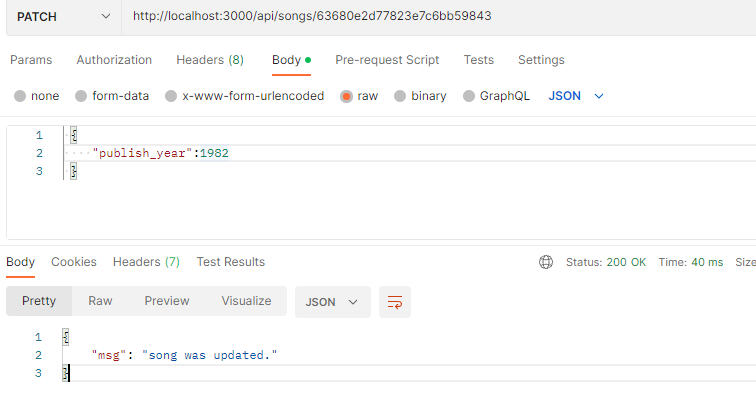 PATCH http://localhost:3000/api/songs/63680e2d77823e7c6bb59843
Params Authorization Headers (8) Body Pre-request Script Tests Settings
none form-data x-www-form-urlencoded raw binary GraphQL JSON
1 {
2 "publish_year":1982
3 }
Body Cookies Headers (7) Test Results Status: 200 OK Time: 40 ms Size
Pretty Raw Preview Visualize JSON
1 {
2 "msg": "song was updated."
3 }